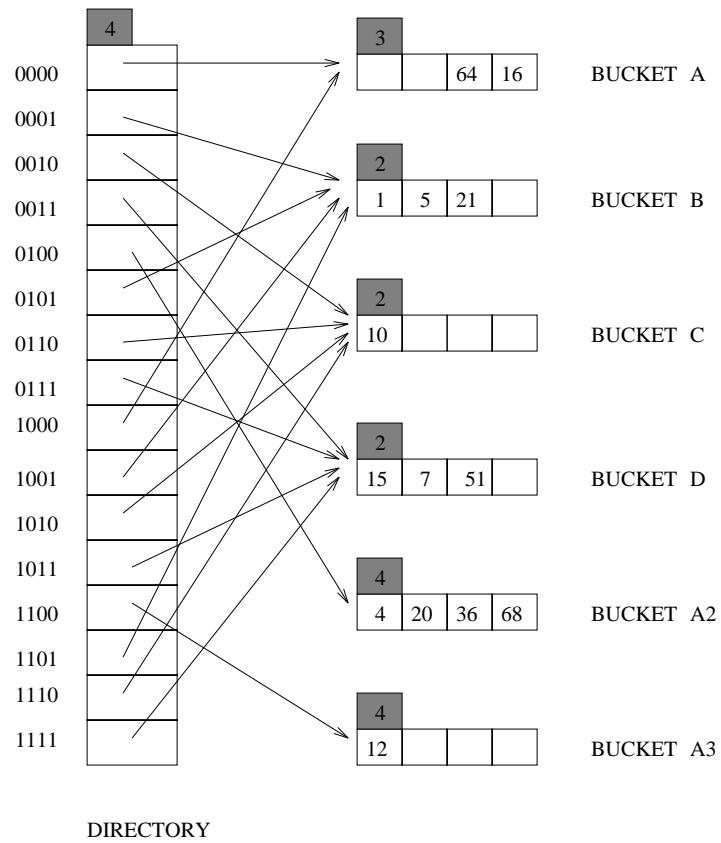 4
3
0000
64 16
BUCKET A
0001
0010
2
0011
1 5 21
BUCKET B
0100
0101
2
0110
10
BUCKET C
0111
1000
2
1001
15 7 51
BUCKET D
1010
1011
4
1100
4 20 36 68
BUCKET A2
1101
1110
4
1111
12
BUCKET A3
DIRECTORY